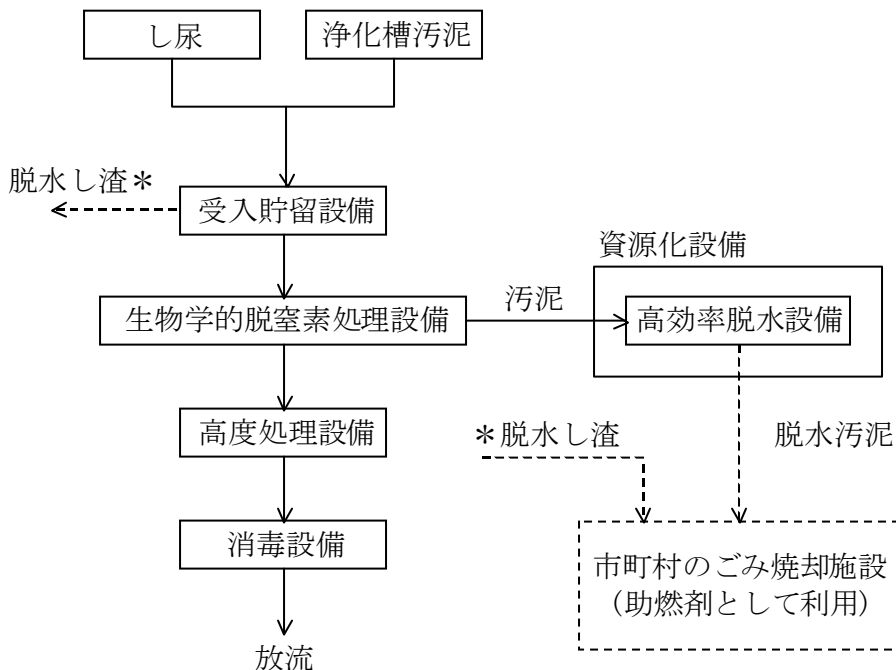 し尿
浄化槽汚泥
脱水し渣＊
受入貯留設備
資源化設備
汚泥
生物学的脱窒素処理設備
高効率脱水設備
高度処理設備
＊脱水し渣
脱水汚泥
消毒設備
市町村のごみ焼却施設
（助燃剤として利用）
放流